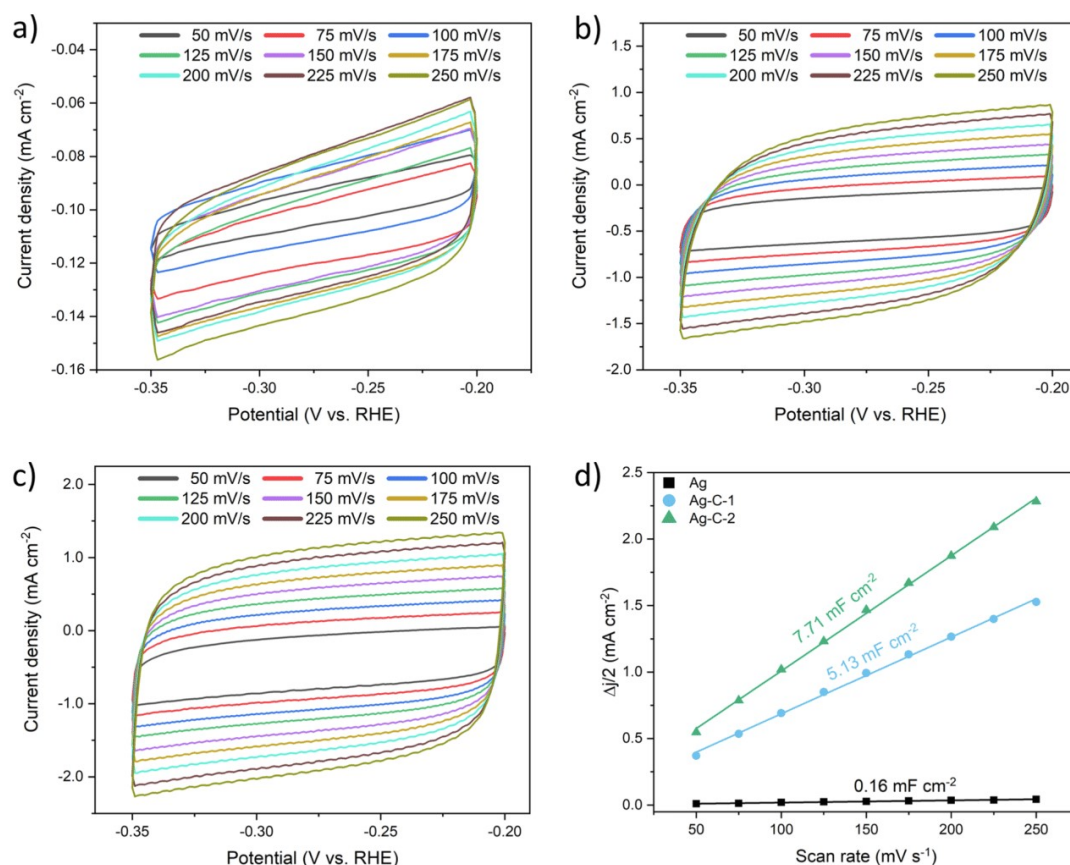 a)
50 mV/s 75 mV/s 100 mV/s
125 mV/s 150 mV/s 175 mV/s
200 mV/s 225 mV/s 250 mV/s
-0.04
-0.06
-0.08
-0.10
-0.12
-0.14
-0.16
Current density (mA cm-2)
-0.35 -0.30 -0.25 -0.20
Potential (V vs. RHE)
b)
50 mV/s 75 mV/s 100 mV/s
125 mV/s 150 mV/s 175 mV/s
200 mV/s 225 mV/s 250 mV/s
1.5
1.0
0.5
0.0
-0.5
-1.0
-1.5
-2.0
Current density (mA cm-2)
-0.35 -0.30 -0.25 -0.20
Potential (V vs. RHE)
c)
50 mV/s 75 mV/s 100 mV/s
125 mV/s 150 mV/s 175 mV/s
200 mV/s 225 mV/s 250 mV/s
2.0
1.0
0.0
-1.0
-2.0
Current density (mA cm-2)
-0.35 -0.30 -0.25 -0.20
Potential (V vs. RHE)
d)
Ag
Ag-C-1
Ag-C-2
7.71 mF cm-2
5.13 mF cm-2
0.16 mF cm-2
2.5
2.0
1.5
1.0
0.5
0.0
Δj/2 (mA cm-2)
50 100 150 200 250
Scan rate (mV s-1)